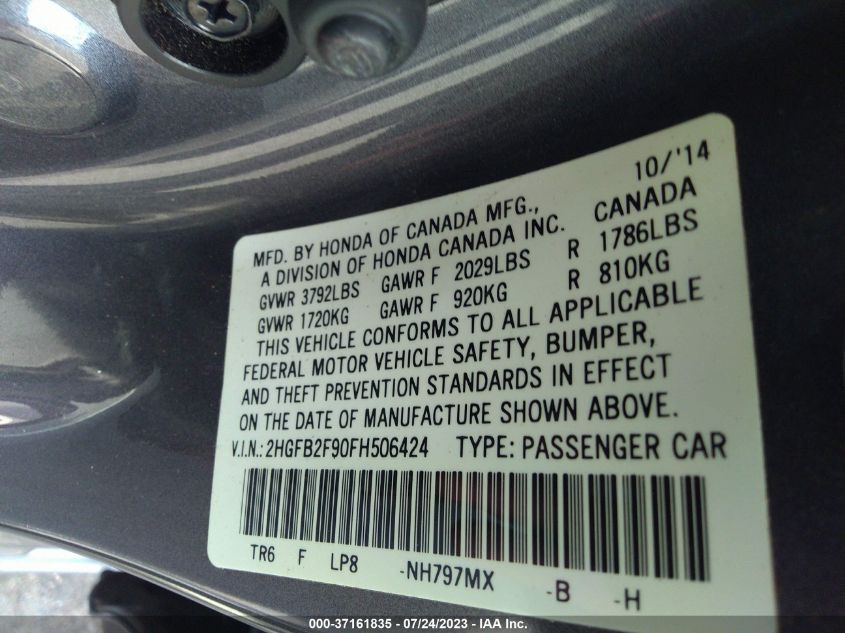 10/'14
MFD. BY HONDA OF CANADA MFG.,
A DIVISION OF HONDA CANADA INC. CANADA
GVWR 3792LBS GAWR F 2029LBS R 1786LBS
GVWR 1720KG GAWR F 920KG R 810KG
THIS VEHICLE CONFORMS TO ALL APPLICABLE
FEDERAL MOTOR VEHICLE SAFETY, BUMPER,
AND THEFT PREVENTION STANDARDS IN EFFECT
ON THE DATE OF MANUFACTURE SHOWN ABOVE.
V.I.N.: 2HGFB2F90FH506424 TYPE: PASSENGER CAR
TR6 F LP8 -NH797MX -B -H
000-37161835 - 07/24/2023 - IAA Inc.